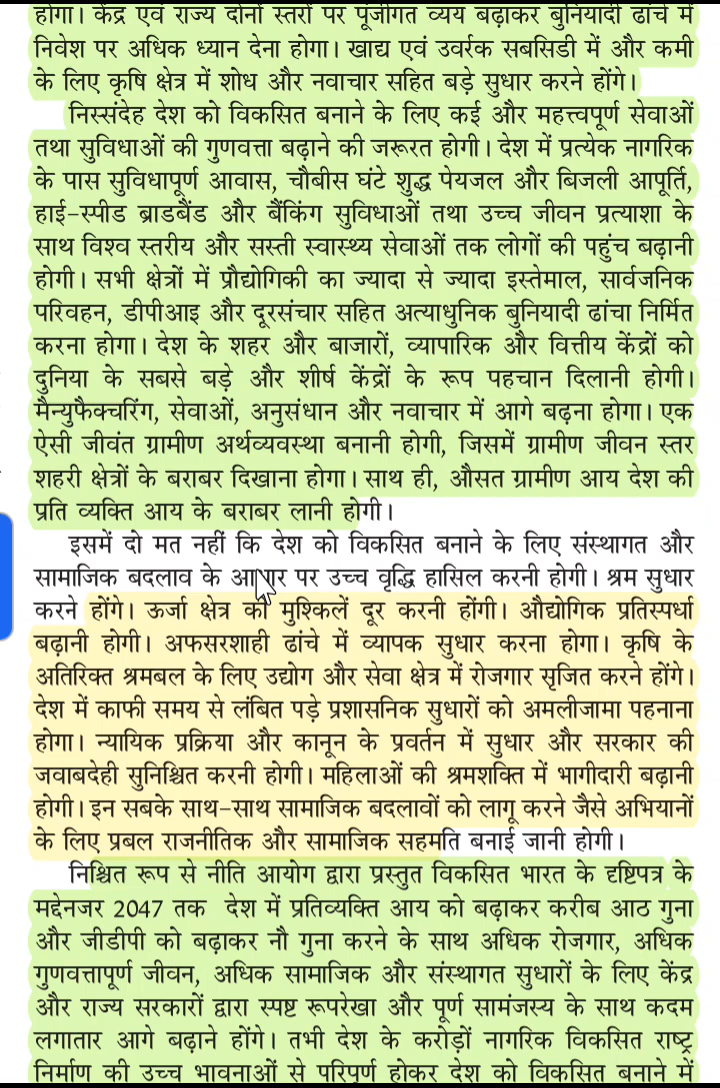 होगा। केंद्र एवं राज्य दोनों स्तरों पर पूंजीगत व्यय बढ़ाकर बुनियादी ढांचे में
निवेश पर अधिक ध्यान देना होगा। खाद्य एवं उवर्रक सबसिडी में और कमी
के लिए कृषि क्षेत्र में शोध और नवाचार सहित बड़े सुधार करने होंगे।
निस्संदेह देश को विकसित बनाने के लिए कई और महत्त्वपूर्ण सेवाओं
तथा सुविधाओं की गुणवत्ता बढ़ाने की जरूरत होगी। देश में प्रत्येक नागरिक
के पास सुविधापूर्ण आवास, चौबीस घंटे शुद्ध पेयजल और बिजली आपूर्ति,
हाई-स्पीड ब्राडबैंड और बैंकिंग सुविधाओं तथा उच्च जीवन प्रत्याशा के
साथ विश्व स्तरीय और सस्ती स्वास्थ्य सेवाओं तक लोगों की पहुंच बढ़ानी
होगी। सभी क्षेत्रों में प्रौद्योगिकी का ज्यादा से ज्यादा इस्तेमाल, सार्वजनिक
परिवहन, डीपीआइ और दूरसंचार सहित अत्याधुनिक बुनियादी ढांचा निर्मित
करना होगा। देश के शहर और बाजारों, व्यापारिक और वित्तीय केंद्रों को
दुनिया के सबसे बड़े और शीर्ष केंद्रों के रूप पहचान दिलानी होगी।
मैन्युफैक्चरिंग, सेवाओं, अनुसंधान और नवाचार में आगे बढ़ना होगा। एक
ऐसी जीवंत ग्रामीण अर्थव्यवस्था बनानी होगी, जिसमें ग्रामीण जीवन स्तर
शहरी क्षेत्रों के बराबर दिखाना होगा। साथ ही, औसत ग्रामीण आय देश की
प्रति व्यक्ति आय के बराबर लानी होगी।
इसमें दो मत नहीं कि देश को विकसित बनाने के लिए संस्थागत और
सामाजिक बदलाव के आधार पर उच्च वृद्धि हासिल करनी होगी। श्रम सुधार
करने होंगे। ऊर्जा क्षेत्र की मुश्किलें दूर करनी होंगी। औद्योगिक प्रतिस्पर्धा
बढ़ानी होगी। अफसरशाही ढांचे में व्यापक सुधार करना होगा। कृषि के
अतिरिक्त श्रमबल के लिए उद्योग और सेवा क्षेत्र में रोजगार सृजित करने होंगे।
देश में काफी समय से लंबित पड़े प्रशासनिक सुधारों को अमलीजामा पहनाना
होगा। न्यायिक प्रक्रिया और कानून के प्रवर्तन में सुधार और सरकार की
जवाबदेही सुनिश्चित करनी होगी। महिलाओं की श्रमशक्ति में भागीदारी बढ़ानी
होगी। इन सबके साथ-साथ सामाजिक बदलावों को लागू करने जैसे अभियानों
के लिए प्रबल राजनीतिक और सामाजिक सहमति बनाई जानी होगी।
निश्चित रूप से नीति आयोग द्वारा प्रस्तुत विकसित भारत के दृष्टिपत्र के
मद्देनजर 2047 तक देश में प्रतिव्यक्ति आय को बढ़ाकर करीब आठ गुना
और जीडीपी को बढ़ाकर नौ गुना करने के साथ अधिक रोजगार, अधिक
गुणवत्तापूर्ण जीवन, अधिक सामाजिक और संस्थागत सुधारों के लिए केंद्र
और राज्य सरकारों द्वारा स्पष्ट रूपरेखा और पूर्ण सामंजस्य के साथ कदम
लगातार आगे बढ़ाने होंगे। तभी देश के करोड़ों नागरिक विकसित राष्ट्र
निर्माण की उच्च भावनाओं से परिपूर्ण होकर देश को विकसित बनाने में